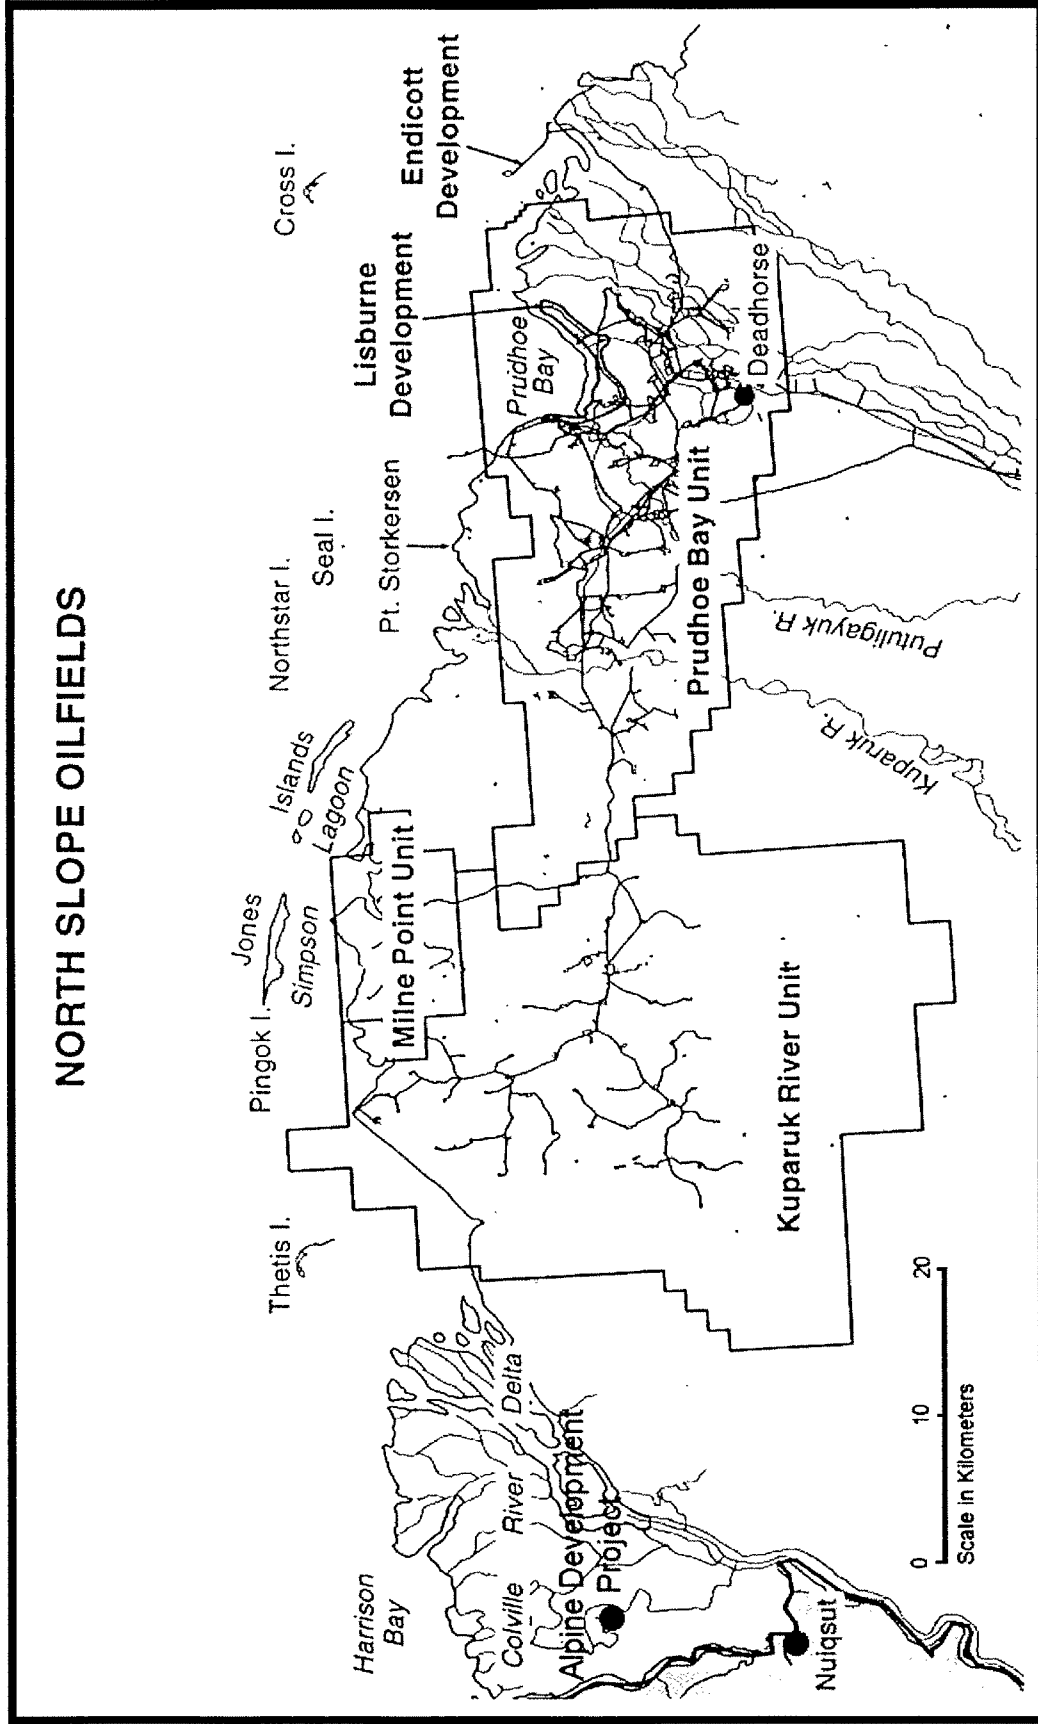 NORTH SLOPE OILFIELDS
Thetis I.
Pingok I.
Jones
Islands
Simpson
Lagoon
Northstar I.
Seal I.
Cross I.
Pt. Storkersen
Lisburne
Development
Endicott
Development
Harrison
Bay
Milne Point Unit
Prudhoe
Bay
Colville
River
Delta
Alpine Development
Project
Prudhoe Bay Unit
Deadhorse
Kuparuk River Unit
Putuligayuk R.
Kuparuk R.
Nuiqsut
0
10
20
Scale in Kilometers